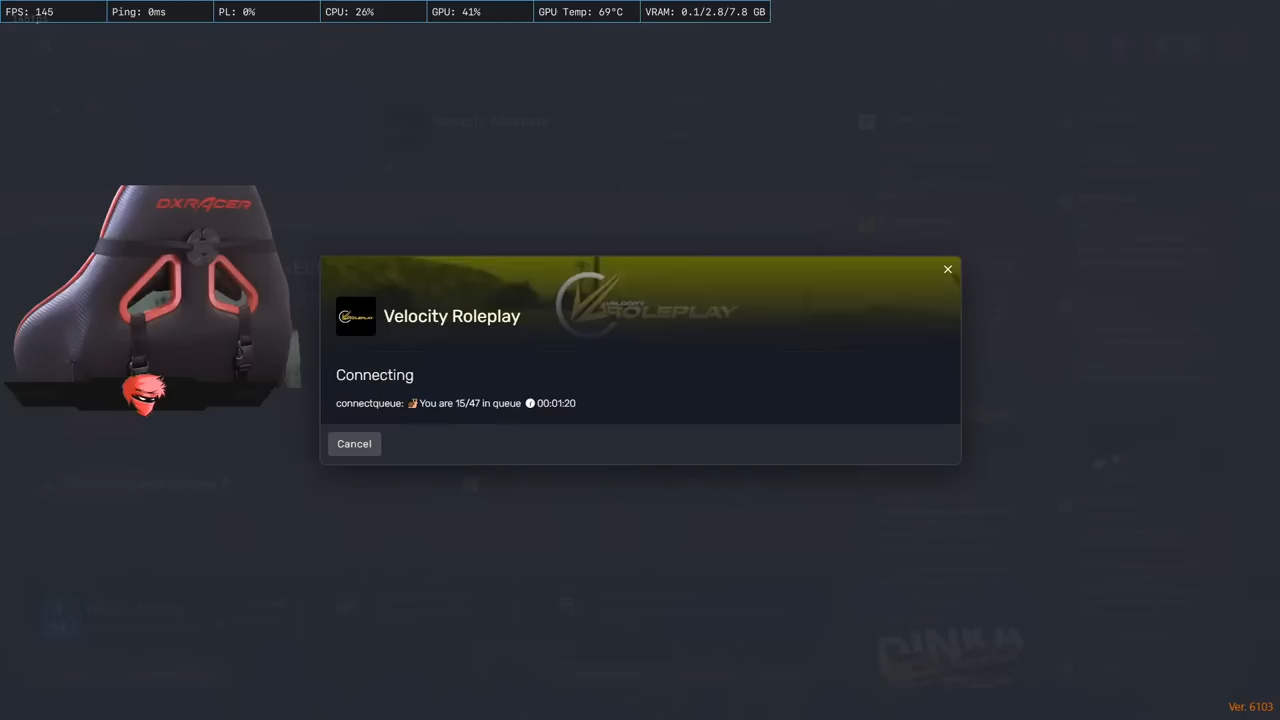 FPS: 145
Ping: 0ms
PL: 0%
CPU: 26%
GPU: 41%
GPU Temp: 69°C
VRAM: 0.1/2.8/7.8 GB
DXRACER
VELOCITY
ROLEPLAY
ROLEPLAY
Velocity Roleplay
Connecting
connectqueue: 🐌You are 15/47 in queue 🕜00:01:20
Cancel
Ver. 6103